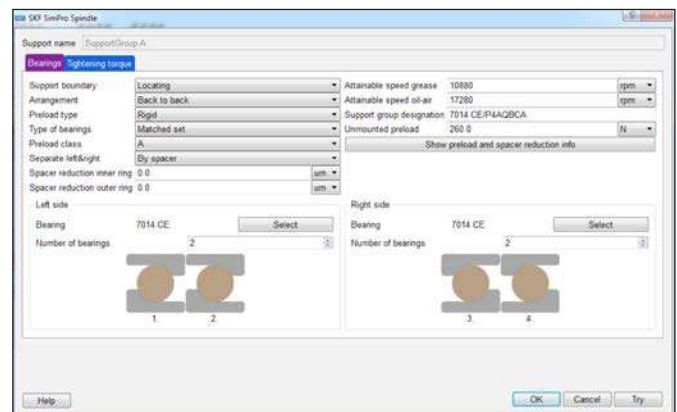 SKF SimPro Spindle
Support name SupportGroup A
Bearings Tightening torque
Support boundary Locating Attainable speed grease 10880 rpm
Arrangement Back to back Attainable speed oil-air 17280 rpm
Preload type Rigid Support group designation 7014 CE/P4AQBCA
Type of bearings Matched set Unmounted preload 260.0 N
Preload class A Show preload and spacer reduction info
Separate left&right By spacer
Spacer reduction inner ring 0.0 um
Spacer reduction outer ring 0.0 um
Left side Right side
Bearing 7014 CE Select Bearing 7014 CE Select
Number of bearings 2 Number of bearings 2
1. 2. 3. 4.
Help OK Cancel Try